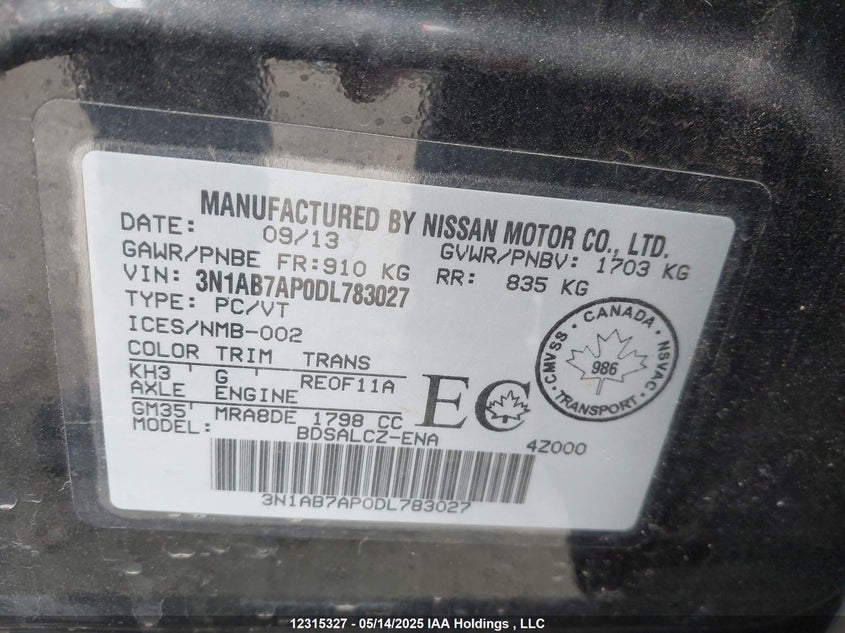 MANUFACTURED BY NISSAN MOTOR CO., LTD.
DATE: 09/13 GVWR/PNBV: 1703 KG
GAWR/PNBE FR:910 KG RR: 835 KG
VIN: 3N1AB7AP0DL783027
TYPE: PC/VT
ICES/NMB-002
COLOR TRIM TRANS
KH3 ' G ' RE0F11A
AXLE ENGINE
GM35' MRA8DE 1798 CC
MODEL: BDSALCZ-ENA
EC
CMVSS • CANADA • NSVAC • TRANSPORT •
986
4Z000
3N1AB7AP0DL783027
12315327 - 05/14/2025 IAA Holdings , LLC